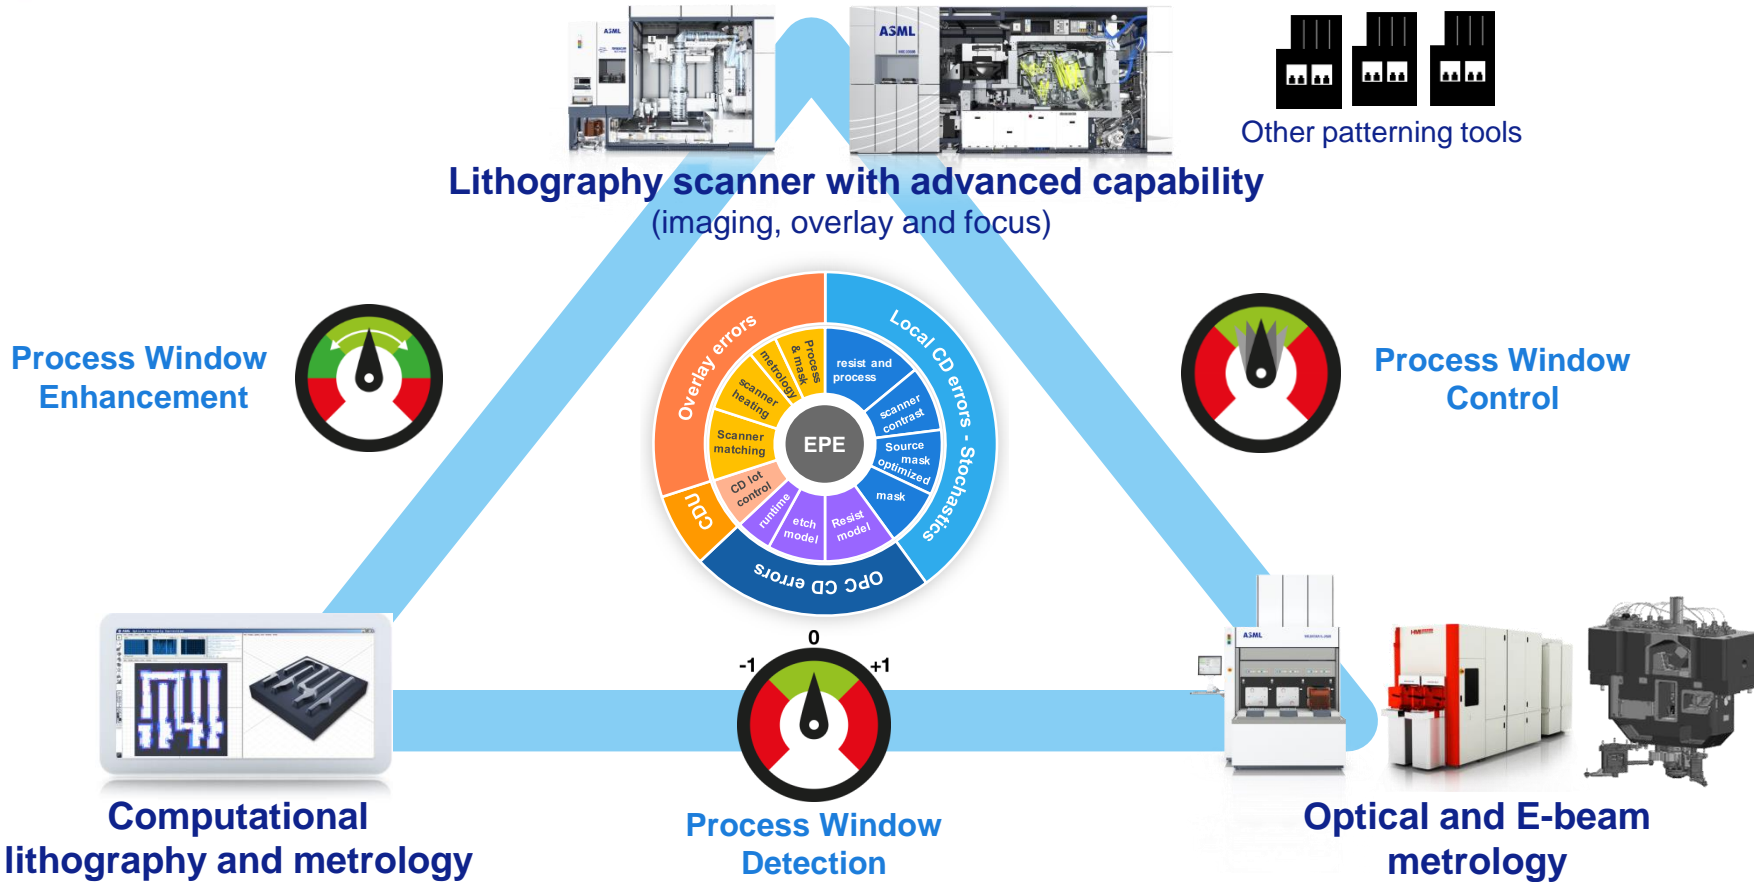 ASML
ASML
Other patterning tools
Lithography scanner with advanced capability
(imaging, overlay and focus)
Process Window
Enhancement
Process Window
Control
Overlay errors
Local CD errors - Stochastics
OPC CD errors
CDU
Process
& mask
metrology
scanner
heating
Scanner
matching
CD lot
control
runtime
etch
model
Resist
model
mask
Source
mask
optimized
scanner
contrast
resist and
process
EPE
-1
0
+1
Process Window
Detection
Computational
lithography and metrology
ASML
Optical and E-beam
metrology